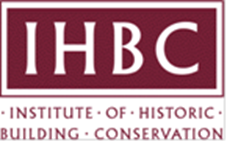 IHBC
· INSTITUTE · OF · HISTORIC ·
BUILDING · CONSERVATION